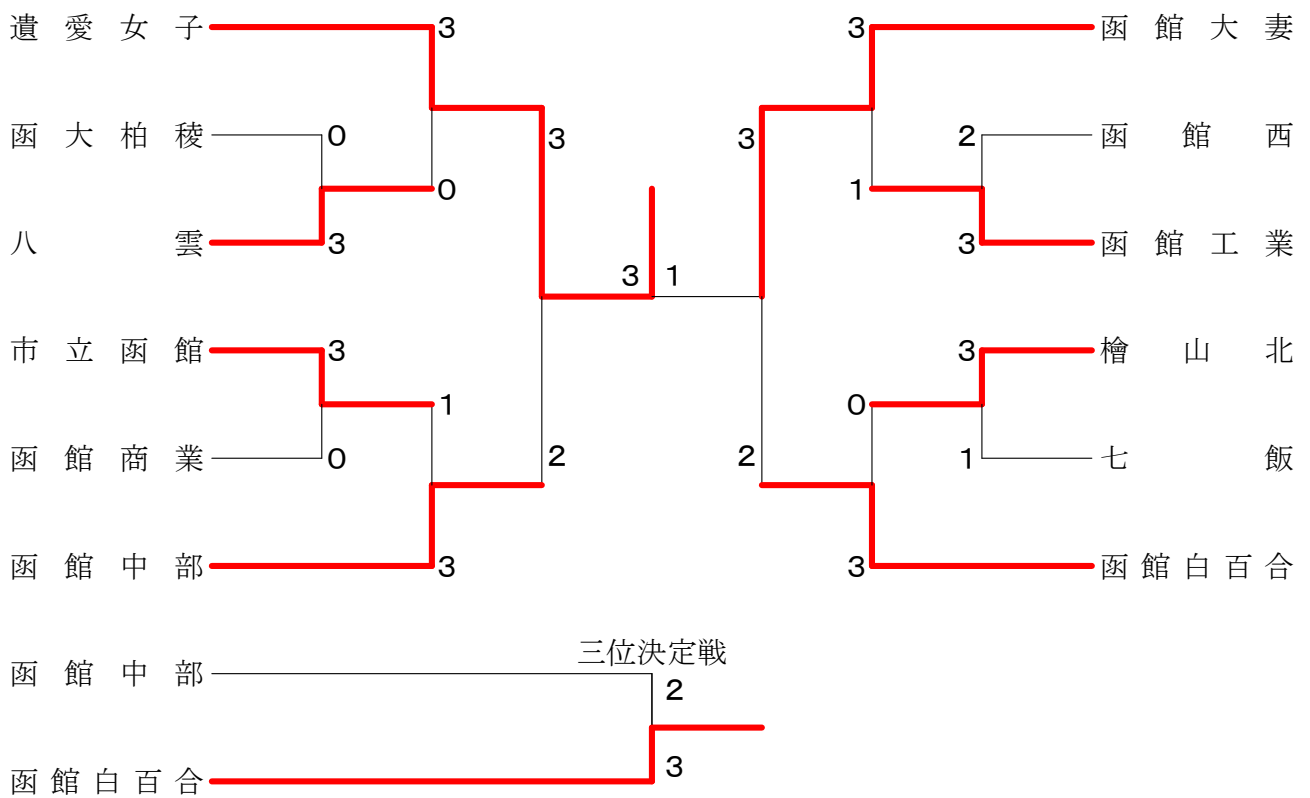 遺愛女子 3 3 函館大妻
函大柏稜 0 3 3 2 函館西
0 1
八雲 3 3 函館工業
3 1
市立函館 3 3 檜山北
1 0
函館商業 0 2 2 1 七飯
函館中部 3 3 函館白百合
三位決定戦
函館中部 2
函館白百合 3